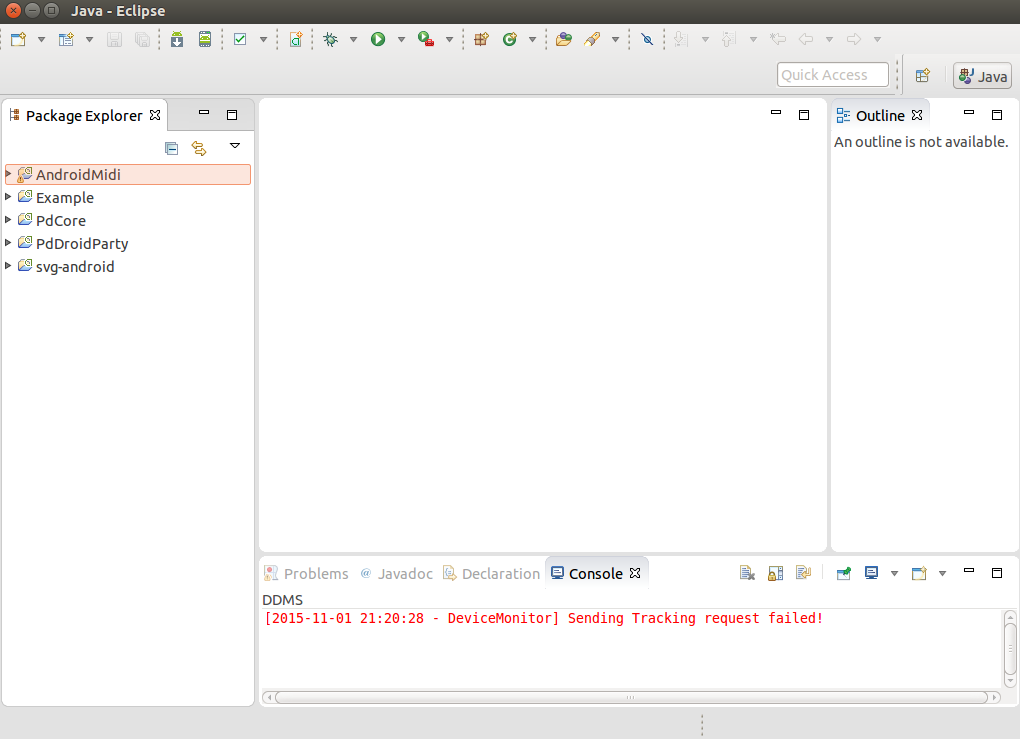 Java - Eclipse
Quick Access
Java
Package Explorer
AndroidMidi
Example
PdCore
PdDroidParty
svg-android
Outline
An outline is not available.
Problems @ Javadoc Declaration Console
DDMS
[2015-11-01 21:20:28 - DeviceMonitor] Sending Tracking request failed!